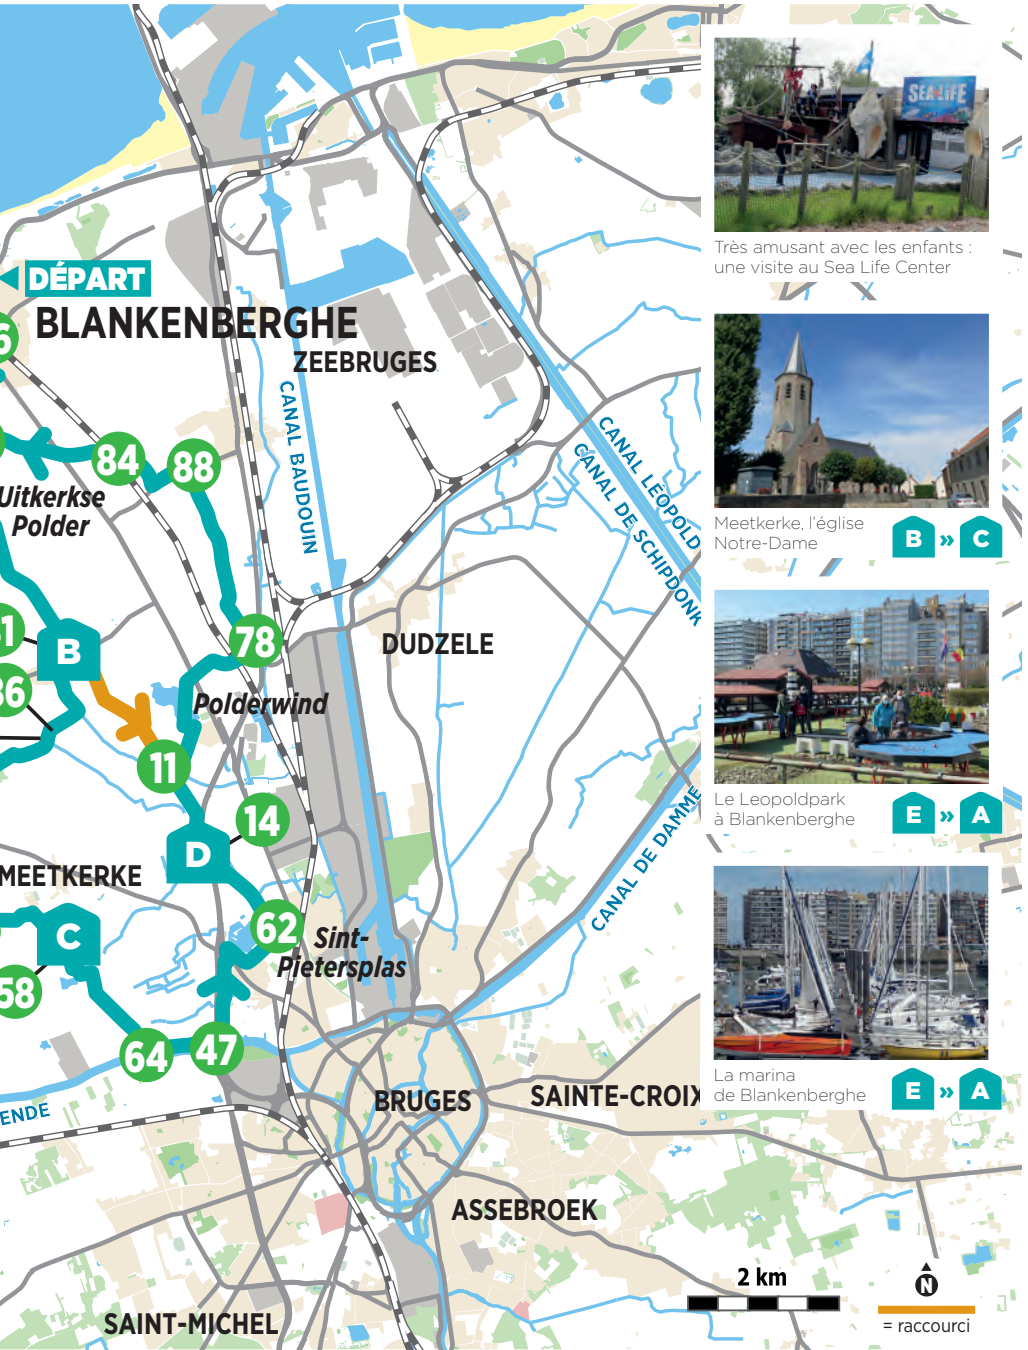 DÉPART
BLANKENBERGHE
ZEEBRUGES
CANAL BAUDOUIN
CANAL LÉOPOLD
CANAL DE SCHIPDONK
84
88
Uitkerkse
Polder
B
78
DUDZELE
Polderwind
11
14
D
CANAL DE DAMME
MEETKERKE
C
62
Sint-
Pietersplas
58
64
47
BRUGES
SAINTE-CROIX
ENDE
ASSEBROEK
SAINT-MICHEL
SEA LIFE
Très amusant avec les enfants :
une visite au Sea Life Center
Meetkerke, l'église
Notre-Dame
B » C
Le Leopoldpark
à Blankenberghe
E » A
La marina
de Blankenberghe
E » A
2 km
N
= raccourci